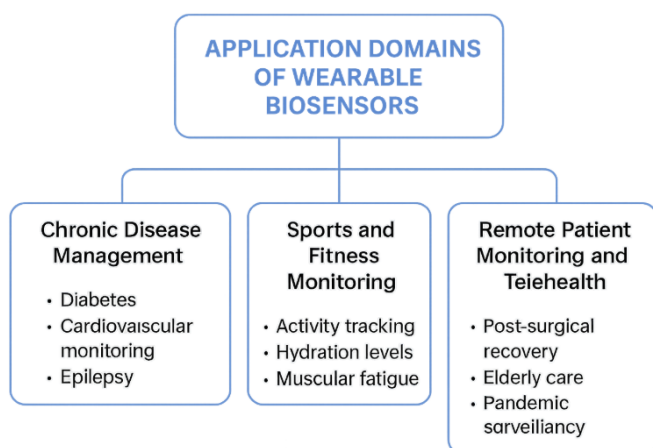 APPLICATION DOMAINS
OF WEARABLE
BIOSENSORS
Chronic Disease
Management
• Diabetes
• Cardiovaıscular
monitoring
• Epilepsy
Sports and
Fitness
Monitoring
• Activity tracking
• Hydration levels
• Muscular fatigue
Remote Patient
Monitoring and
Teiehealth
• Post-surgical
recovery
• Elderly care
• Pandemic
sarveiliancy